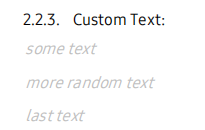 2.2.3. Custom Text:
some text
more random text
last text